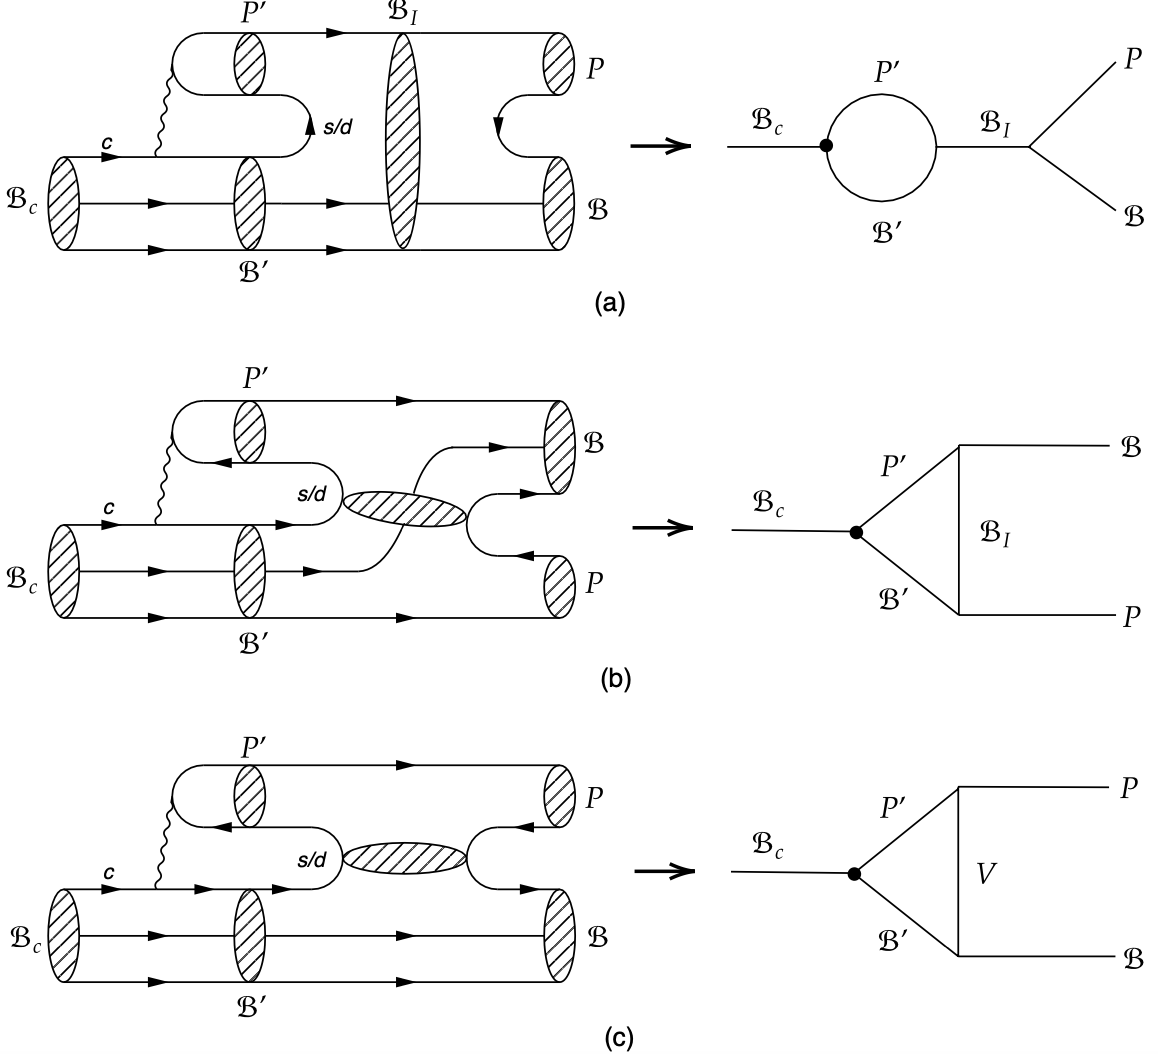 P′ ℬ_I
P
s/d
c
ℬ_c
ℬ
ℬ′
P′
ℬ_c
ℬ_I
P
ℬ′
ℬ
(a)
P′
ℬ
s/d
c
ℬ_c
P
ℬ′
P′
ℬ
ℬ_c
ℬ_I
ℬ′
P
(b)
P′
P
s/d
c
ℬ_c
ℬ
ℬ′
P′
P
ℬ_c
V
ℬ′
ℬ
(c)